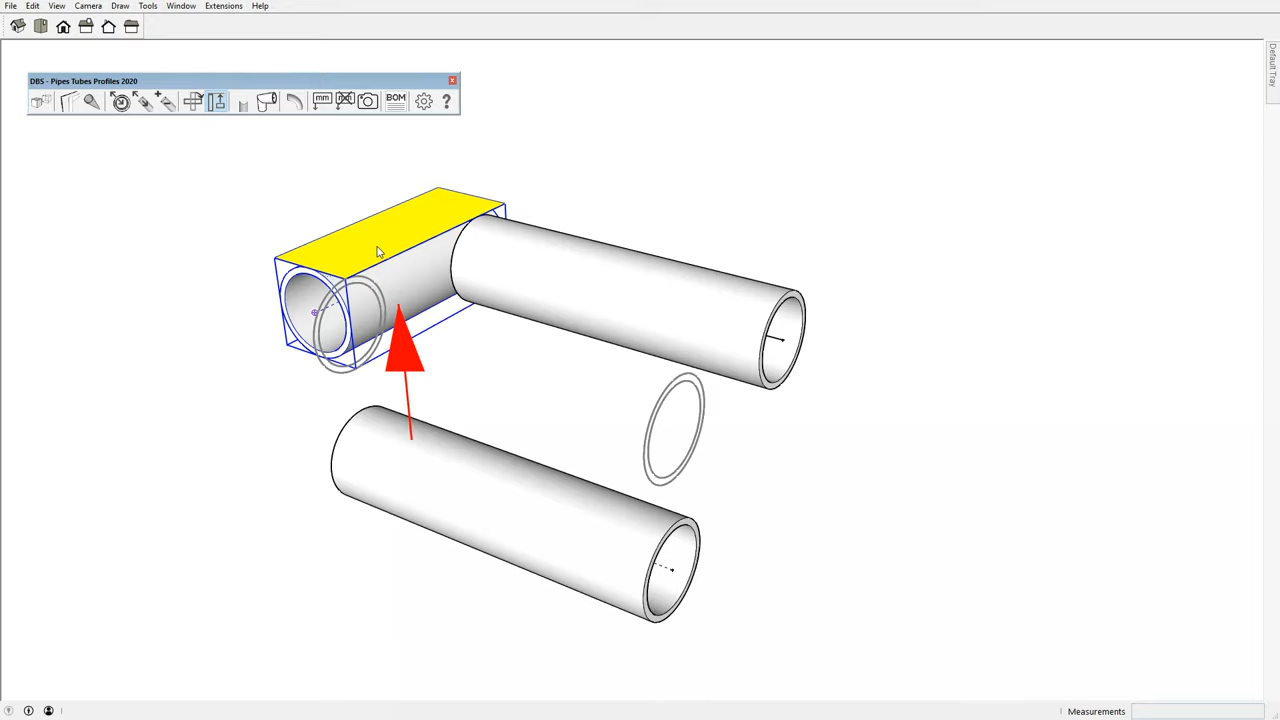 File Edit View Camera Draw Tools Window Extensions Help
DBS - Pipes Tubes Profiles 2020
mm BOM ?
Default Tray
Measurements